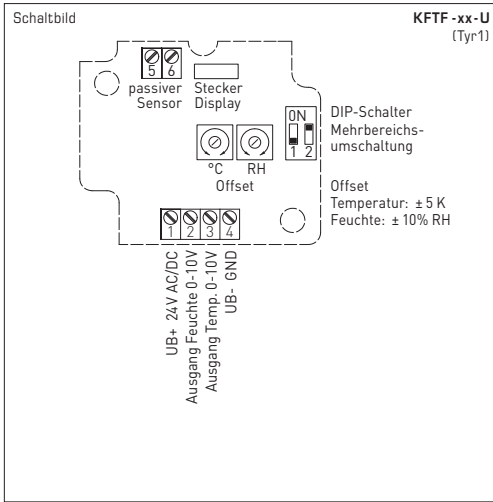 Schaltbild
KFTF -xx-U
(Tyr1)
5 6
passiver
Sensor
Stecker
Display
ON
1 2
DIP-Schalter
Mehrbereichs-
umschaltung
°C RH
Offset
Offset
Temperatur: ± 5 K
Feuchte: ± 10% RH
1 2 3 4
UB+ 24V AC/DC
Ausgang Feuchte 0-10V
Ausgang Temp. 0-10V
UB- GND